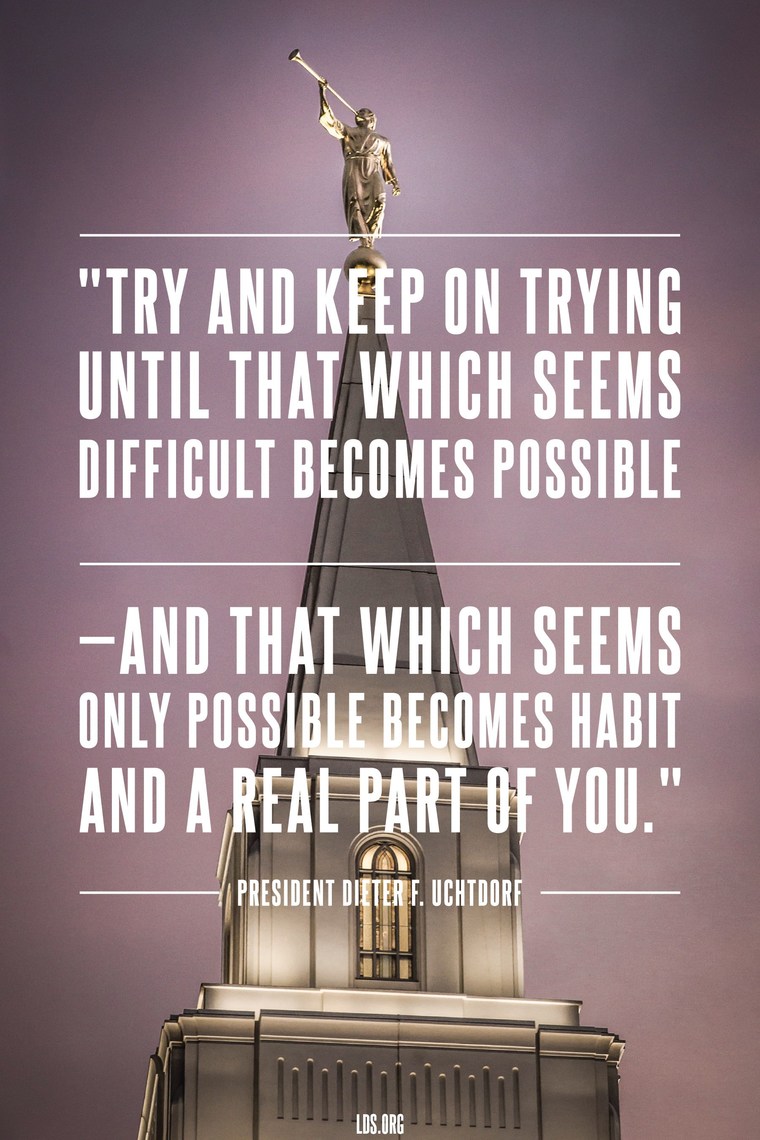 "TRY AND KEEP ON TRYING
UNTIL THAT WHICH SEEMS
DIFFICULT BECOMES POSSIBLE
—AND THAT WHICH SEEMS
ONLY POSSIBLE BECOMES HABIT
AND A REAL PART OF YOU."
PRESIDENT DIETER F. UCHTDORF
LDS.ORG